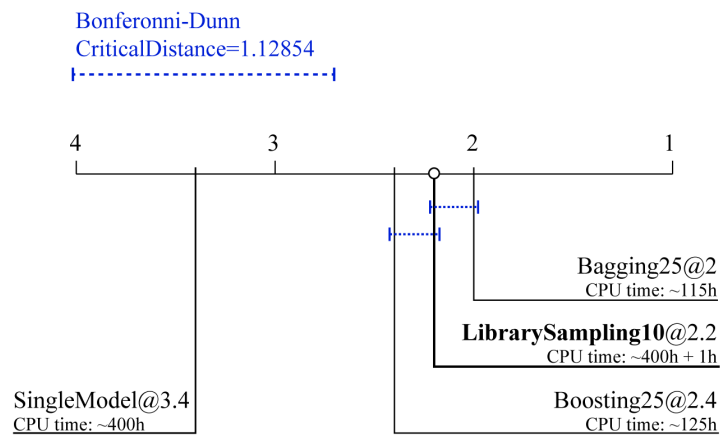 Bonferonni-Dunn
CriticalDistance=1.12854
4 3 2 1
Bagging25@2
CPU time: ~115h
LibrarySampling10@2.2
CPU time: ~400h + 1h
SingleModel@3.4
CPU time: ~400h
Boosting25@2.4
CPU time: ~125h